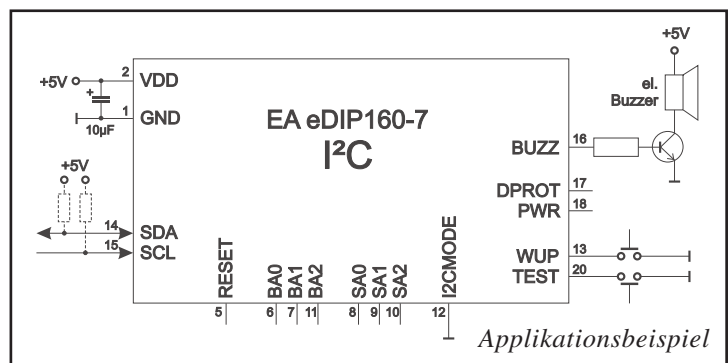 +5V
2 VDD
+
1 GND
10µF
EA eDIP160-7
I²C
+5V
el.
Buzzer
BUZZ 16
DPROT 17
PWR 18
+5V
14 SDA
15 SCL
WUP 13
TEST 20
RESET
BA0
BA1
BA2
SA0
SA1
SA2
I2CMODE
5
6
7
11
8
9
10
12
Applikationsbeispiel